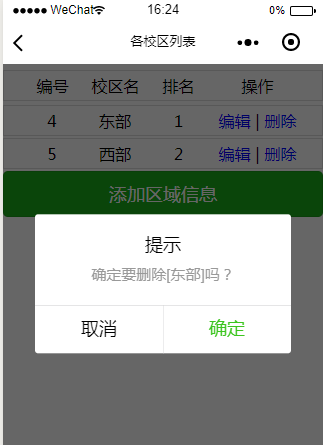 ●●●●● WeChat 16:24 0%
各校区列表
编号 校区名 排名 操作
4 东部 1 编辑 | 删除
5 西部 2 编辑 | 删除
添加区域信息
提示
确定要删除[东部]吗？
取消 确定